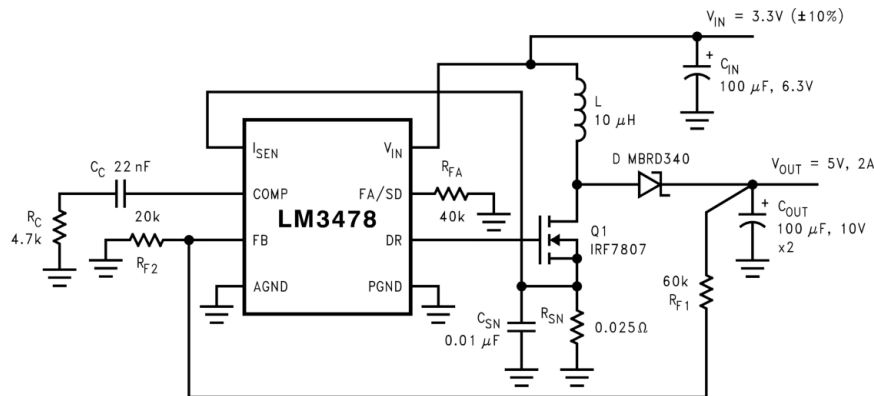 V_IN = 3.3V (±10%)
C_IN
100 μF, 6.3V
L
10 μH
I_SEN
V_IN
R_FA
D MBRD340
V_OUT = 5V, 2A
C_C 22 nF
COMP
FA/SD
R_C
4.7k
20k
LM3478
40k
Q1
IRF7807
C_OUT
100 μF, 10V
x2
FB
DR
R_F2
60k
R_F1
AGND
PGND
C_SN
0.01 μF
R_SN
0.025Ω